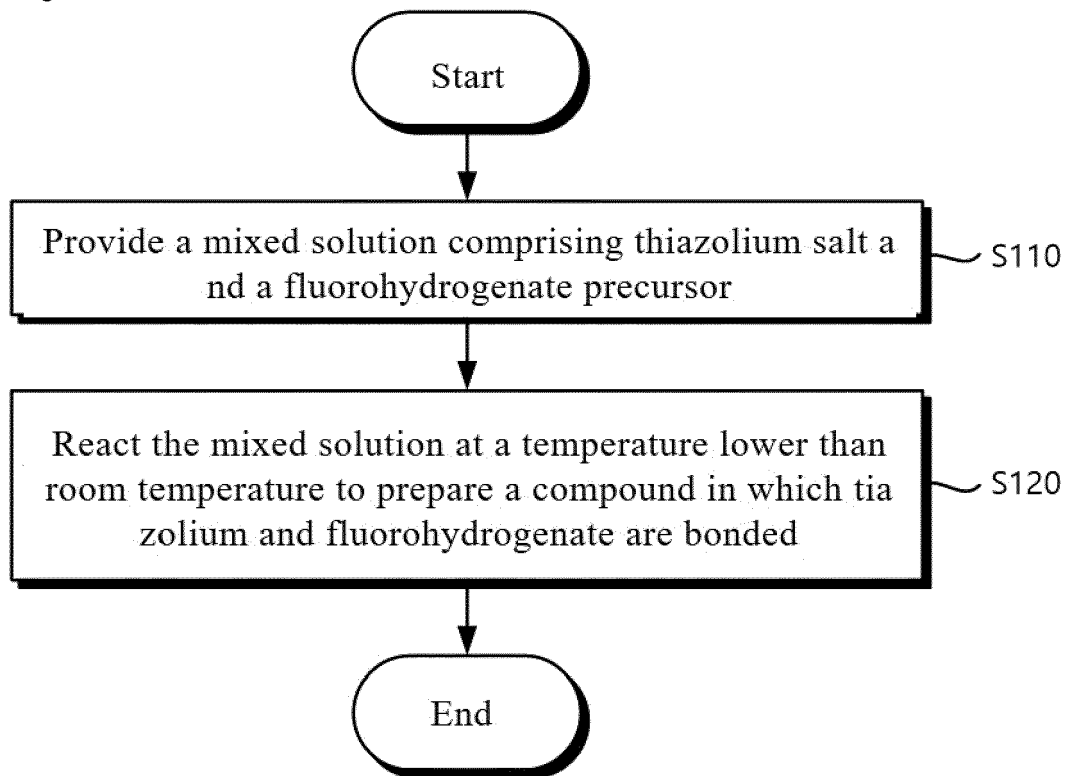 Start
Provide a mixed solution comprising thiazolium salt a
nd a fluorohydrogenate precursor
S110
React the mixed solution at a temperature lower than
room temperature to prepare a compound in which tia
zolium and fluorohydrogenate are bonded
S120
End